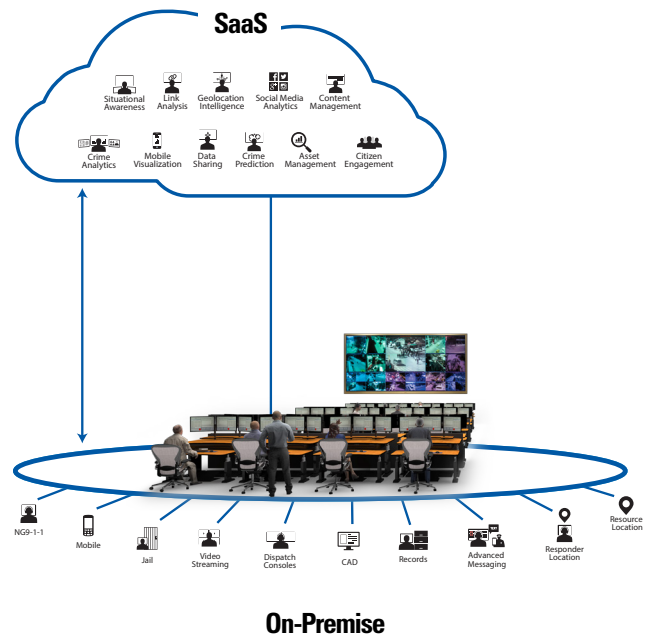 SaaS
Situational
Awareness
Link
Analysis
Geolocation
Intelligence
Social Media
Analytics
Content
Management
Crime
Analytics
Mobile
Visualization
Data
Sharing
Crime
Prediction
Asset
Management
Citizen
Engagement
NG9-1-1
Mobile
Jail
Video
Streaming
Dispatch
Consoles
CAD
Records
Advanced
Messaging
Responder
Location
Resource
Location
On-Premise